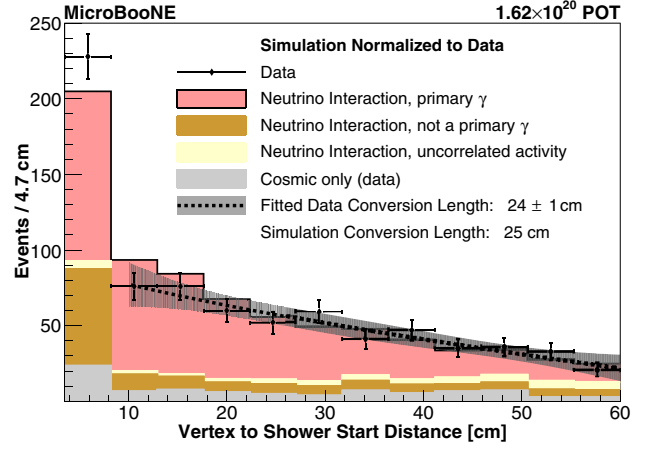 MicroBooNE 1.62×10²⁰ POT
Simulation Normalized to Data
Data
Neutrino Interaction, primary γ
Neutrino Interaction, not a primary γ
Neutrino Interaction, uncorrelated activity
Cosmic only (data)
Fitted Data Conversion Length: 24 ± 1 cm
Simulation Conversion Length: 25 cm
Events / 4.7 cm
250
200
150
100
50
10 20 30 40 50 60
Vertex to Shower Start Distance [cm]